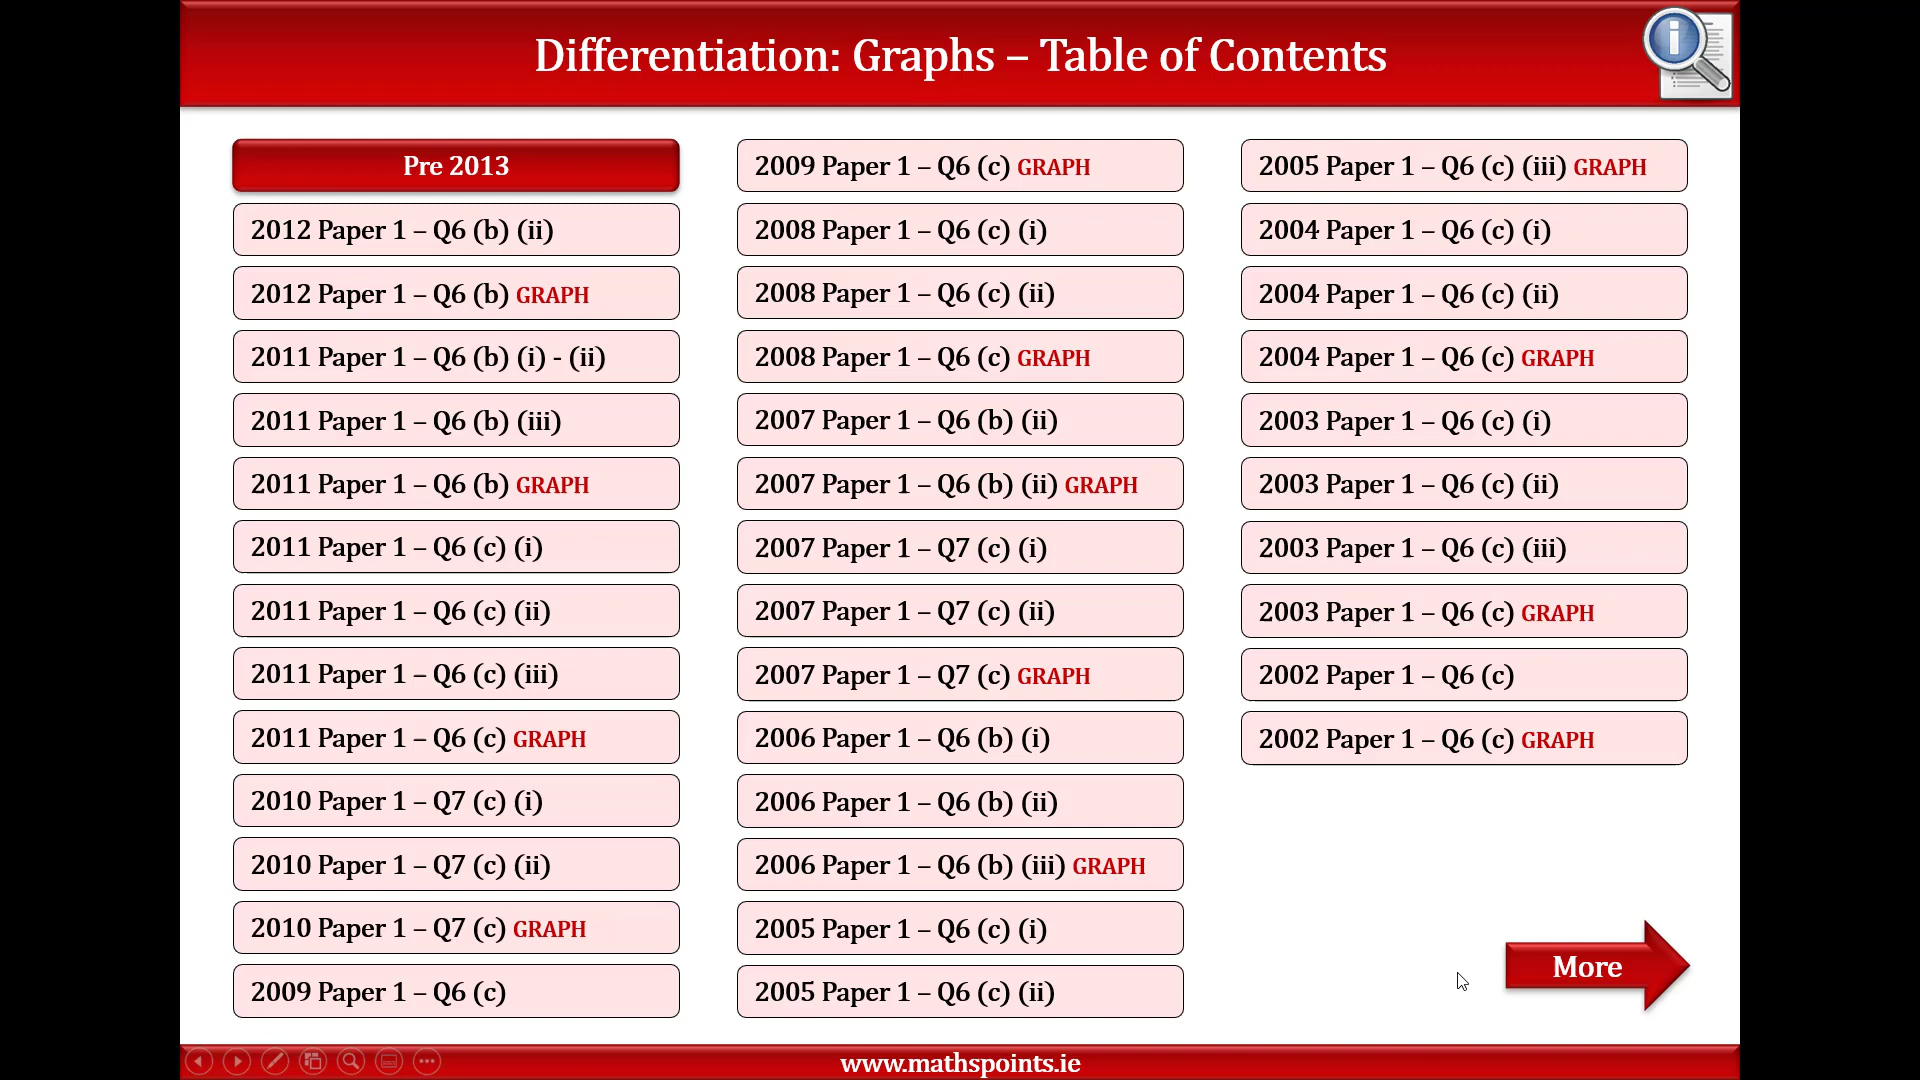 Differentiation: Graphs – Table of Contents
Pre 2013
2012 Paper 1 – Q6 (b) (ii)
2012 Paper 1 – Q6 (b) GRAPH
2011 Paper 1 – Q6 (b) (i) - (ii)
2011 Paper 1 – Q6 (b) (iii)
2011 Paper 1 – Q6 (b) GRAPH
2011 Paper 1 – Q6 (c) (i)
2011 Paper 1 – Q6 (c) (ii)
2011 Paper 1 – Q6 (c) (iii)
2011 Paper 1 – Q6 (c) GRAPH
2010 Paper 1 – Q7 (c) (i)
2010 Paper 1 – Q7 (c) (ii)
2010 Paper 1 – Q7 (c) GRAPH
2009 Paper 1 – Q6 (c)
2009 Paper 1 – Q6 (c) GRAPH
2008 Paper 1 – Q6 (c) (i)
2008 Paper 1 – Q6 (c) (ii)
2008 Paper 1 – Q6 (c) GRAPH
2007 Paper 1 – Q6 (b) (ii)
2007 Paper 1 – Q6 (b) (ii) GRAPH
2007 Paper 1 – Q7 (c) (i)
2007 Paper 1 – Q7 (c) (ii)
2007 Paper 1 – Q7 (c) GRAPH
2006 Paper 1 – Q6 (b) (i)
2006 Paper 1 – Q6 (b) (ii)
2006 Paper 1 – Q6 (b) (iii) GRAPH
2005 Paper 1 – Q6 (c) (i)
2005 Paper 1 – Q6 (c) (ii)
2005 Paper 1 – Q6 (c) (iii) GRAPH
2004 Paper 1 – Q6 (c) (i)
2004 Paper 1 – Q6 (c) (ii)
2004 Paper 1 – Q6 (c) GRAPH
2003 Paper 1 – Q6 (c) (i)
2003 Paper 1 – Q6 (c) (ii)
2003 Paper 1 – Q6 (c) (iii)
2003 Paper 1 – Q6 (c) GRAPH
2002 Paper 1 – Q6 (c)
2002 Paper 1 – Q6 (c) GRAPH
More
www.mathspoints.ie